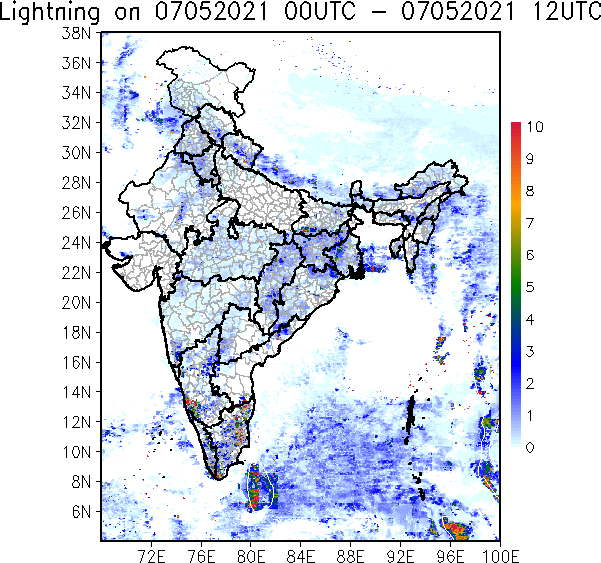 Lightning on 07052021 00UTC – 07052021 12UTC
38N
36N
34N
32N
30N
28N
26N
24N
22N
20N
18N
16N
14N
12N
10N
8N
6N
72E 76E 80E 84E 88E 92E 96E 100E
10
9
8
7
6
5
4
3
2
1
0